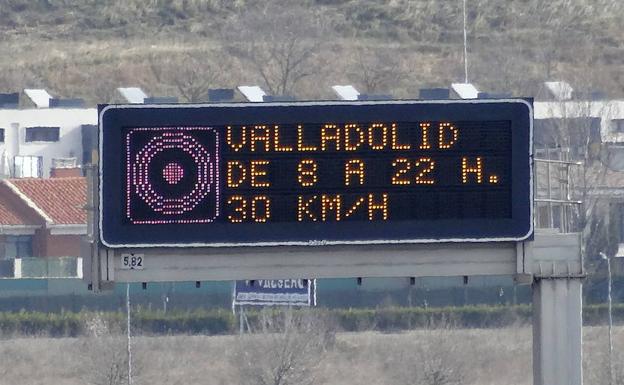 VALLADOLID
DE 8 A 22 H.
30 KM/H
5,82